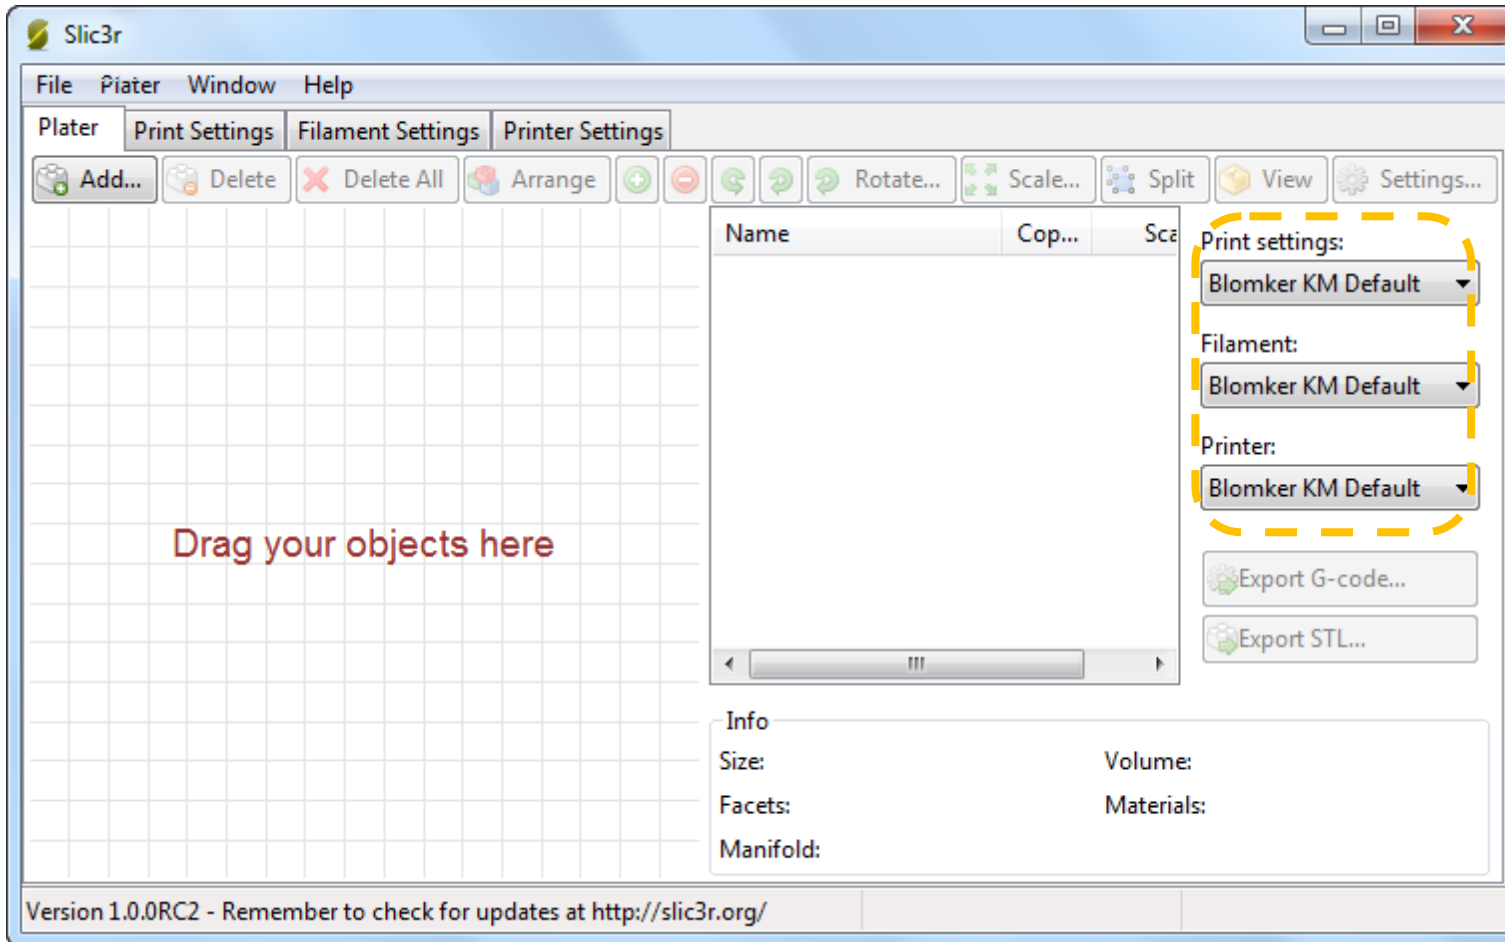 Slic3r
File Plater Window Help
Plater Print Settings Filament Settings Printer Settings
Add... Delete Delete All Arrange Rotate... Scale... Split View Settings...
Name Cop... Sca
Print settings:
Blomker KM Default
Filament:
Blomker KM Default
Printer:
Blomker KM Default
Drag your objects here
Export G-code...
Export STL...
Info
Size: Volume:
Facets: Materials:
Manifold:
Version 1.0.0RC2 - Remember to check for updates at http://slic3r.org/